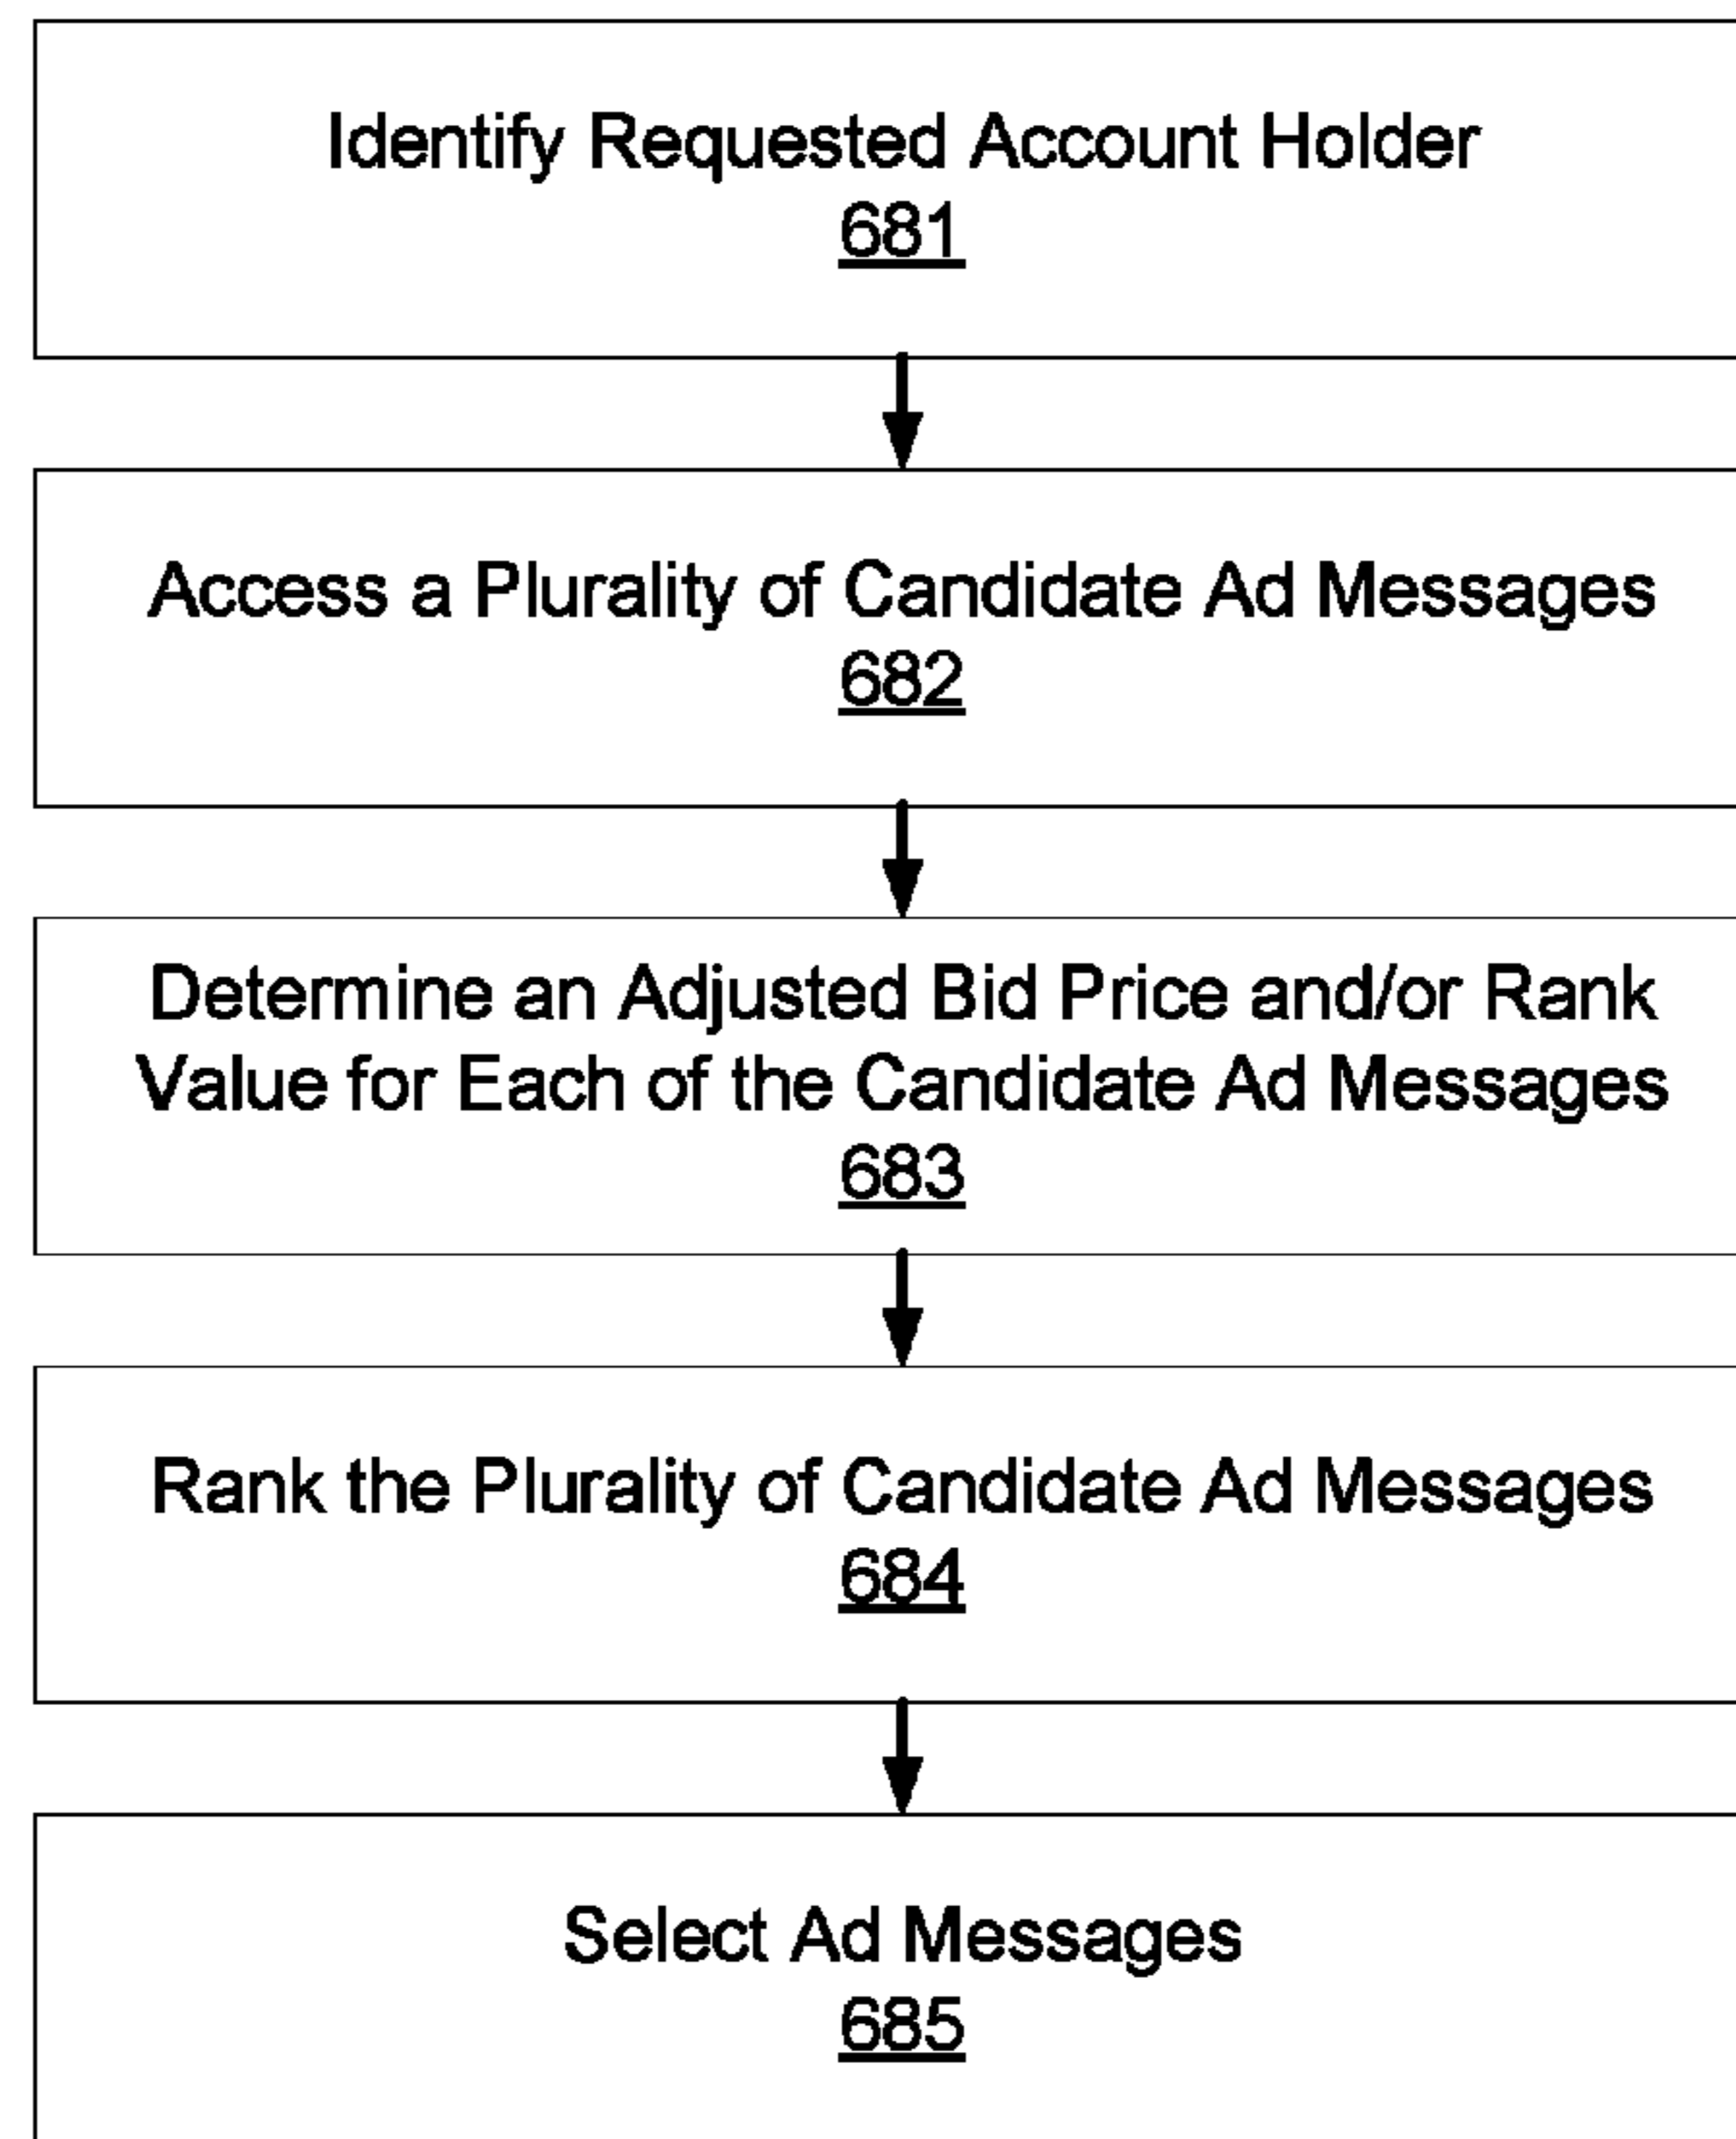 Identify Requested Account Holder
681
Access a Plurality of Candidate Ad Messages
682
Determine an Adjusted Bid Price and/or Rank
Value for Each of the Candidate Ad Messages
683
Rank the Plurality of Candidate Ad Messages
684
Select Ad Messages
685